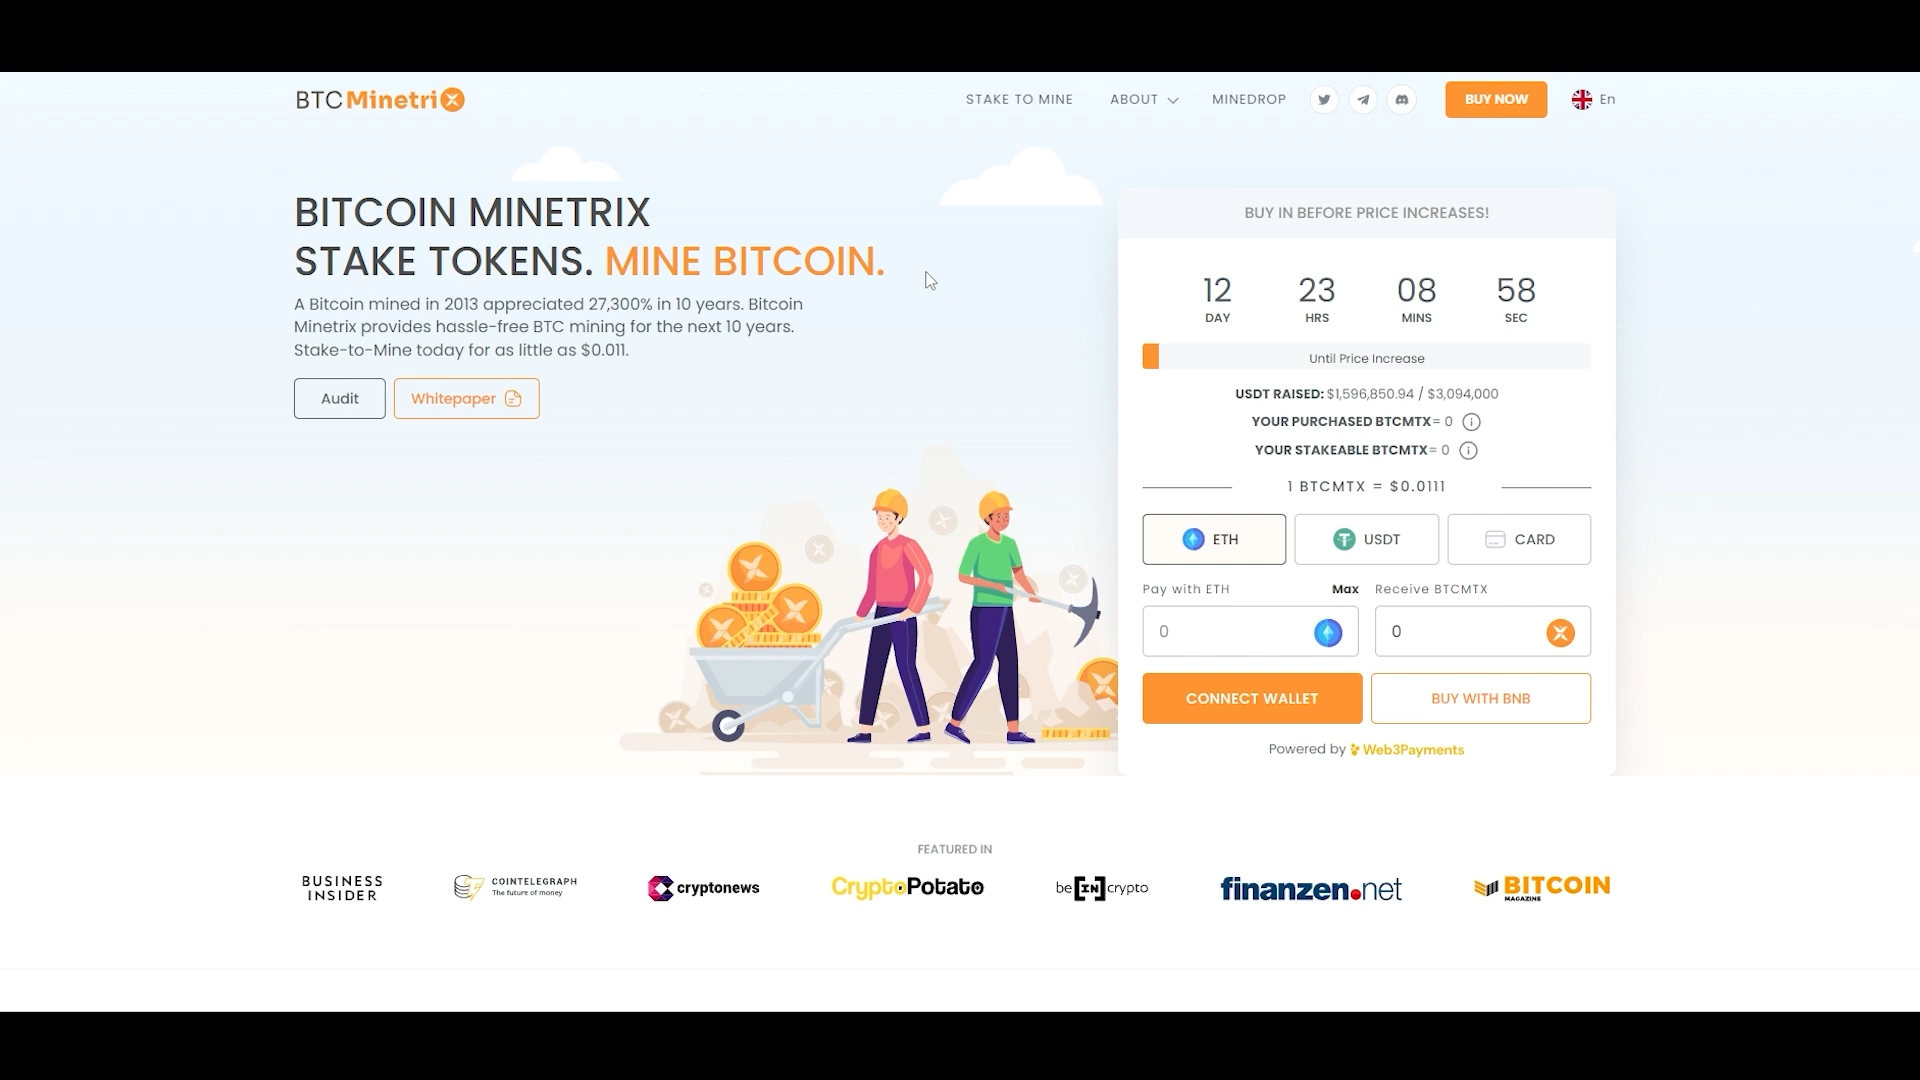 BTC Minetrix
STAKE TO MINE
ABOUT
MINEDROP
BUY NOW
En
BITCOIN MINETRIX
STAKE TOKENS. MINE BITCOIN.
A Bitcoin mined in 2013 appreciated 27,300% in 10 years. Bitcoin
Minetrix provides hassle-free BTC mining for the next 10 years.
Stake-to-Mine today for as little as $0.011.
Audit
Whitepaper
BUY IN BEFORE PRICE INCREASES!
12 23 08 58
DAY HRS MINS SEC
Until Price Increase
USDT RAISED: $1,596,850.94 / $3,094,000
YOUR PURCHASED BTCMTX= 0
YOUR STAKEABLE BTCMTX= 0
1 BTCMTX = $0.0111
ETH
USDT
CARD
Pay with ETH Max Receive BTCMTX
0 0
CONNECT WALLET
BUY WITH BNB
Powered by Web3Payments
FEATURED IN
BUSINESS
INSIDER
COINTELEGRAPH
The future of money
cryptonews
CryptoPotato
be[IN]crypto
finanzen.net
BITCOIN
MAGAZINE